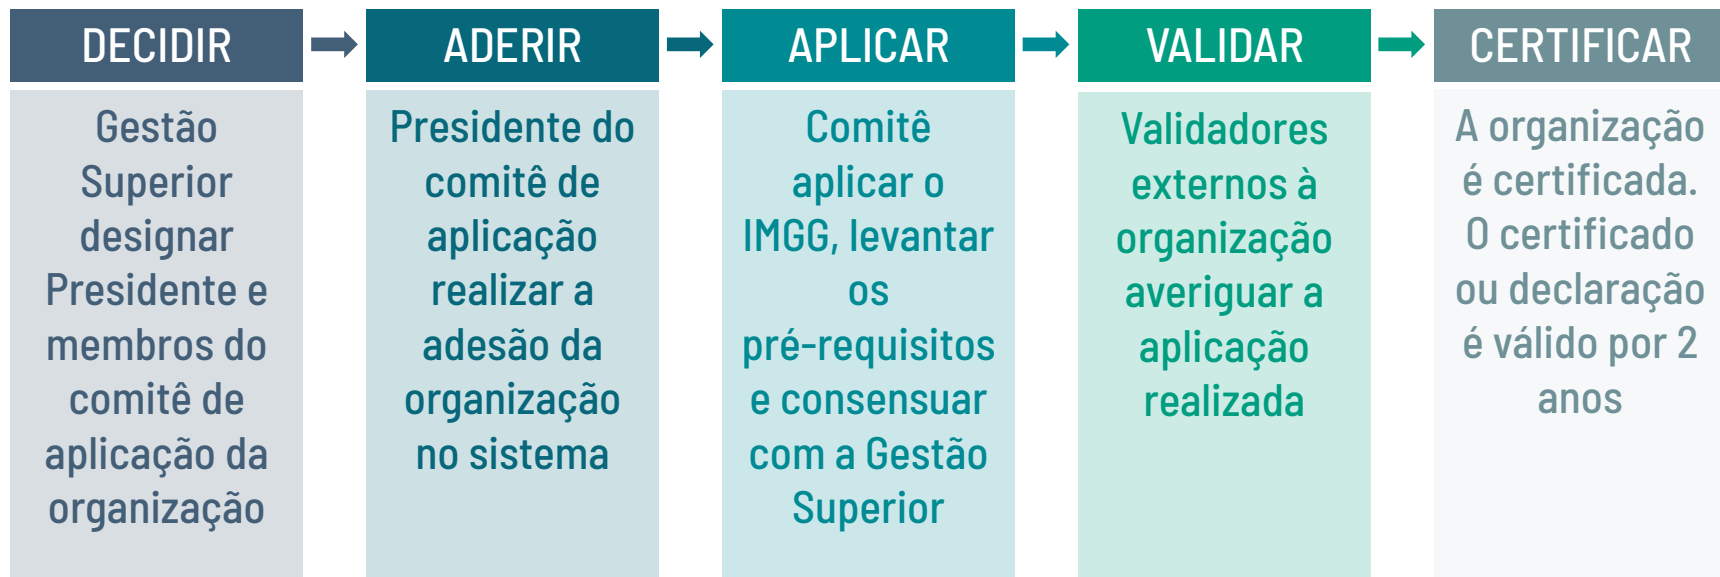 DECIDIR
Gestão
Superior
designar
Presidente e
membros do
comitê de
aplicação da
organização
ADERIR
Presidente do
comitê de
aplicação
realizar a
adesão da
organização
no sistema
APLICAR
Comitê
aplicar o
IMGG, levantar
os
pré-requisitos
e consensuar
com a Gestão
Superior
VALIDAR
Validadores
externos à
organização
averiguar a
aplicação
realizada
CERTIFICAR
A organização
é certificada.
O certificado
ou declaração
é válido por 2
anos